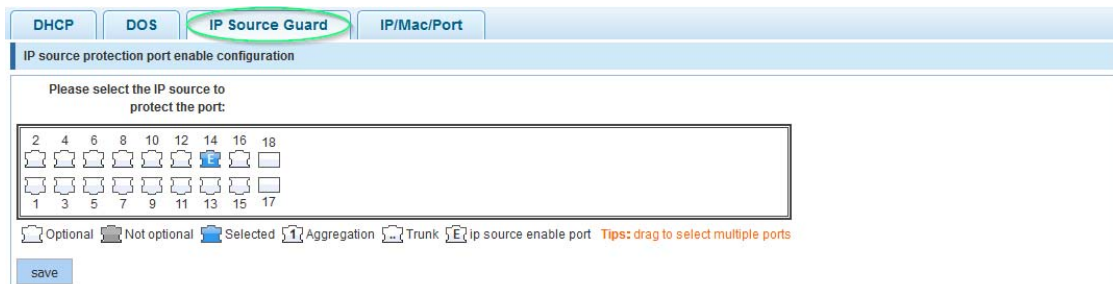 DHCP DOS IP Source Guard IP/Mac/Port
IP source protection port enable configuration
Please select the IP source to
protect the port:
2 4 6 8 10 12 14 16 18
E
1 3 5 7 9 11 13 15 17
Optional Not optional Selected 1 Aggregation ... Trunk E ip source enable port Tips: drag to select multiple ports
save